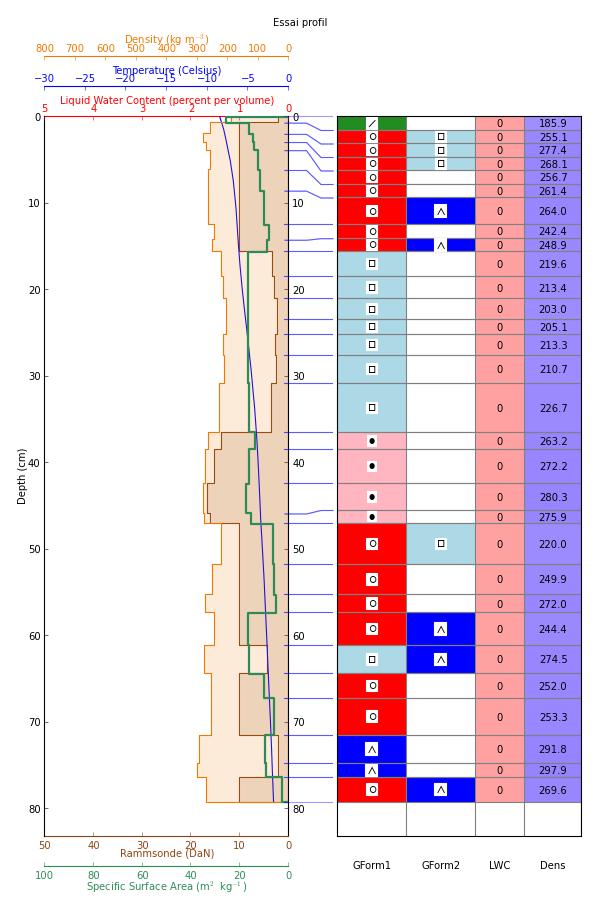 Essai profil
Density (kg m⁻³)
800 700 600 500 400 300 200 100 0
Temperature (Celsius)
−30 −25 −20 −15 −10 −5 0
Liquid Water Content (percent per volume)
5 4 3 2 1 0
0 0 0 185.9
0 255.1
0 277.4
0 268.1
0 256.7
0 261.4
10 10 0 264.0
0 242.4
0 248.9
0 219.6
20 20 0 213.4
0 203.0
0 205.1
0 213.3
30 30 0 210.7
0 226.7
0 263.2
40 40 0 272.2
Depth (cm)
0 280.3
0 275.9
50 50 0 220.0
0 249.9
0 272.0
60 60 0 244.4
0 274.5
0 252.0
70 70 0 253.3
0 291.8
0 297.9
80 80 0 269.6
50 40 30 20 10 0
Rammsonde (DaN)
100 80 60 40 20 0
Specific Surface Area (m² kg⁻¹)
GForm1 GForm2 LWC Dens